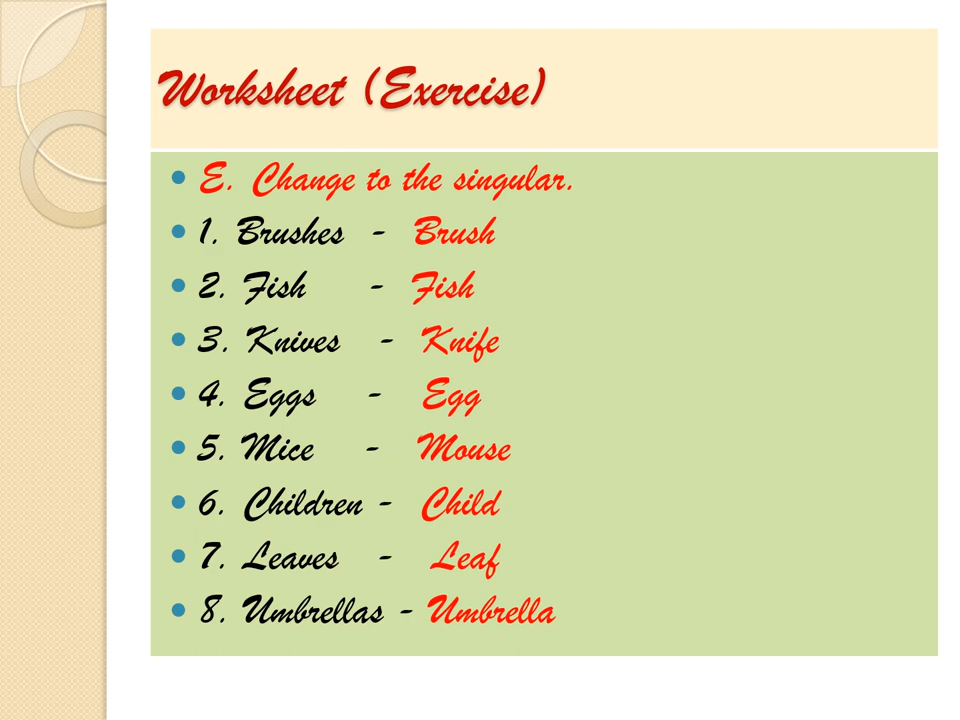 Worksheet (Exercise)
E. Change to the singular.
1. Brushes - Brush
2. Fish - Fish
3. Knives - Knife
4. Eggs - Egg
5. Mice - Mouse
6. Children - Child
7. Leaves - Leaf
8. Umbrellas - Umbrella